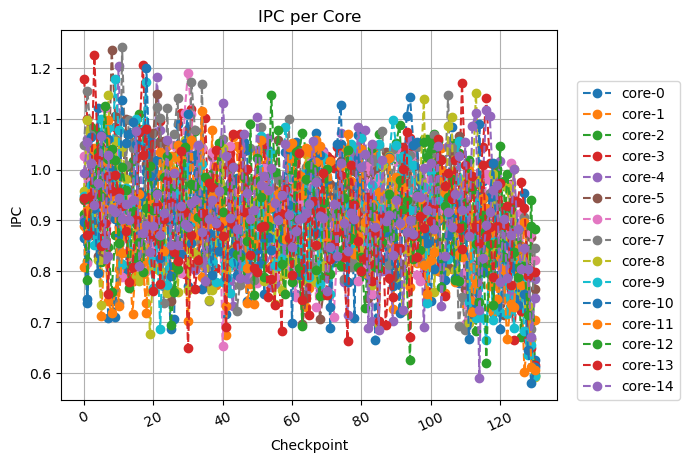 IPC per Core
IPC
1.2
1.1
1.0
0.9
0.8
0.7
0.6
0
20
40
60
80
100
120
Checkpoint
core-0
core-1
core-2
core-3
core-4
core-5
core-6
core-7
core-8
core-9
core-10
core-11
core-12
core-13
core-14